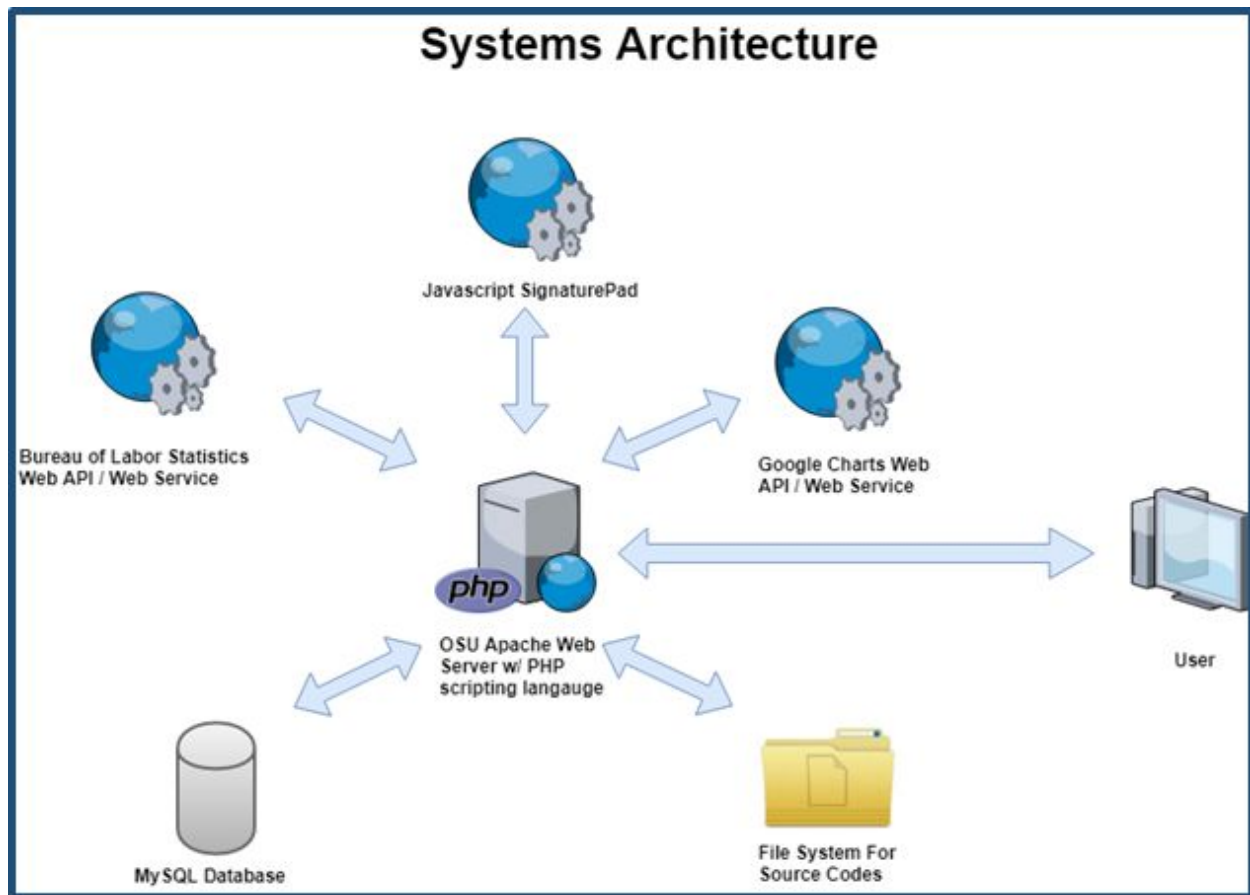 Systems Architecture
Javascript SignaturePad
Bureau of Labor Statistics
Web API / Web Service
Google Charts Web
API / Web Service
php
OSU Apache Web
Server w/ PHP
scripting langauge
User
MySQL Database
File System For
Source Codes